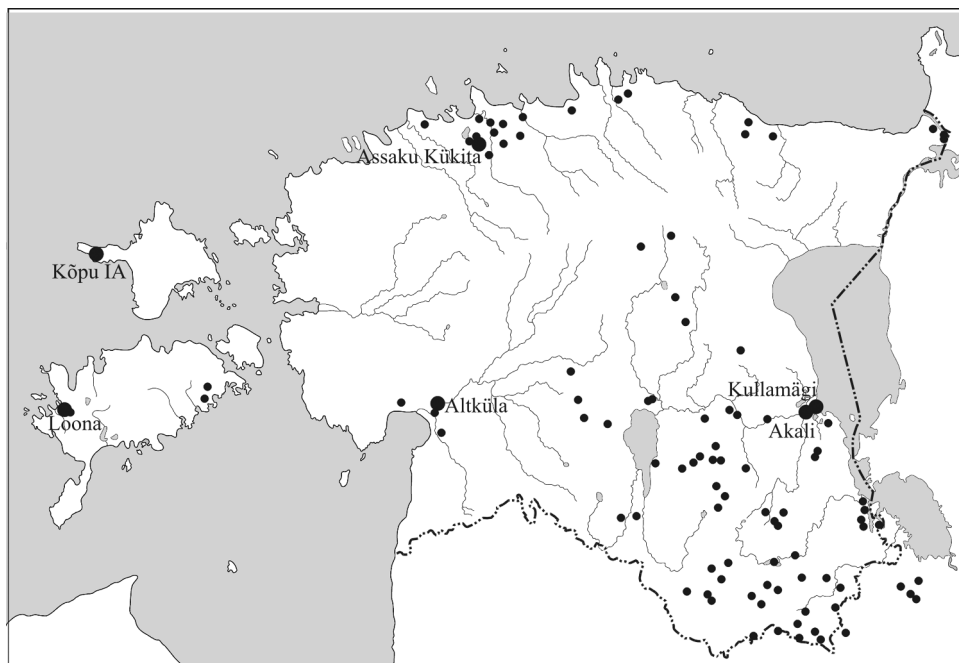 Assaku Kükita
Kõpu IA
Kullamägi
Altküla
Loona
Akali